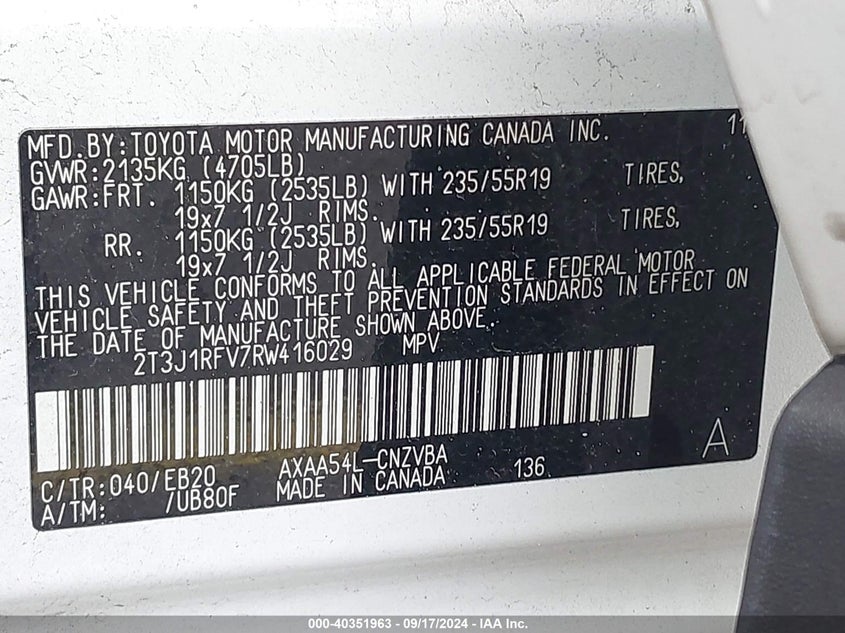 MFD. BY: TOYOTA MOTOR MANUFACTURING CANADA INC. 11
GVWR: 2135KG (4705LB)
GAWR: FRT. 1150KG (2535LB) WITH 235/55R19 TIRES,
19x7 1/2J RIMS.
RR. 1150KG (2535LB) WITH 235/55R19 TIRES,
19x7 1/2J RIMS.
THIS VEHICLE CONFORMS TO ALL APPLICABLE FEDERAL MOTOR
VEHICLE SAFETY AND THEFT PREVENTION STANDARDS IN EFFECT ON
THE DATE OF MANUFACTURE SHOWN ABOVE.
2T3J1RFV7RW416029 MPV
A
C/TR: 040/EB20 AXAA54L-CNZVBA
A/TM: /UB80F MADE IN CANADA 136
000-40351963 - 09/17/2024 - IAA Inc.